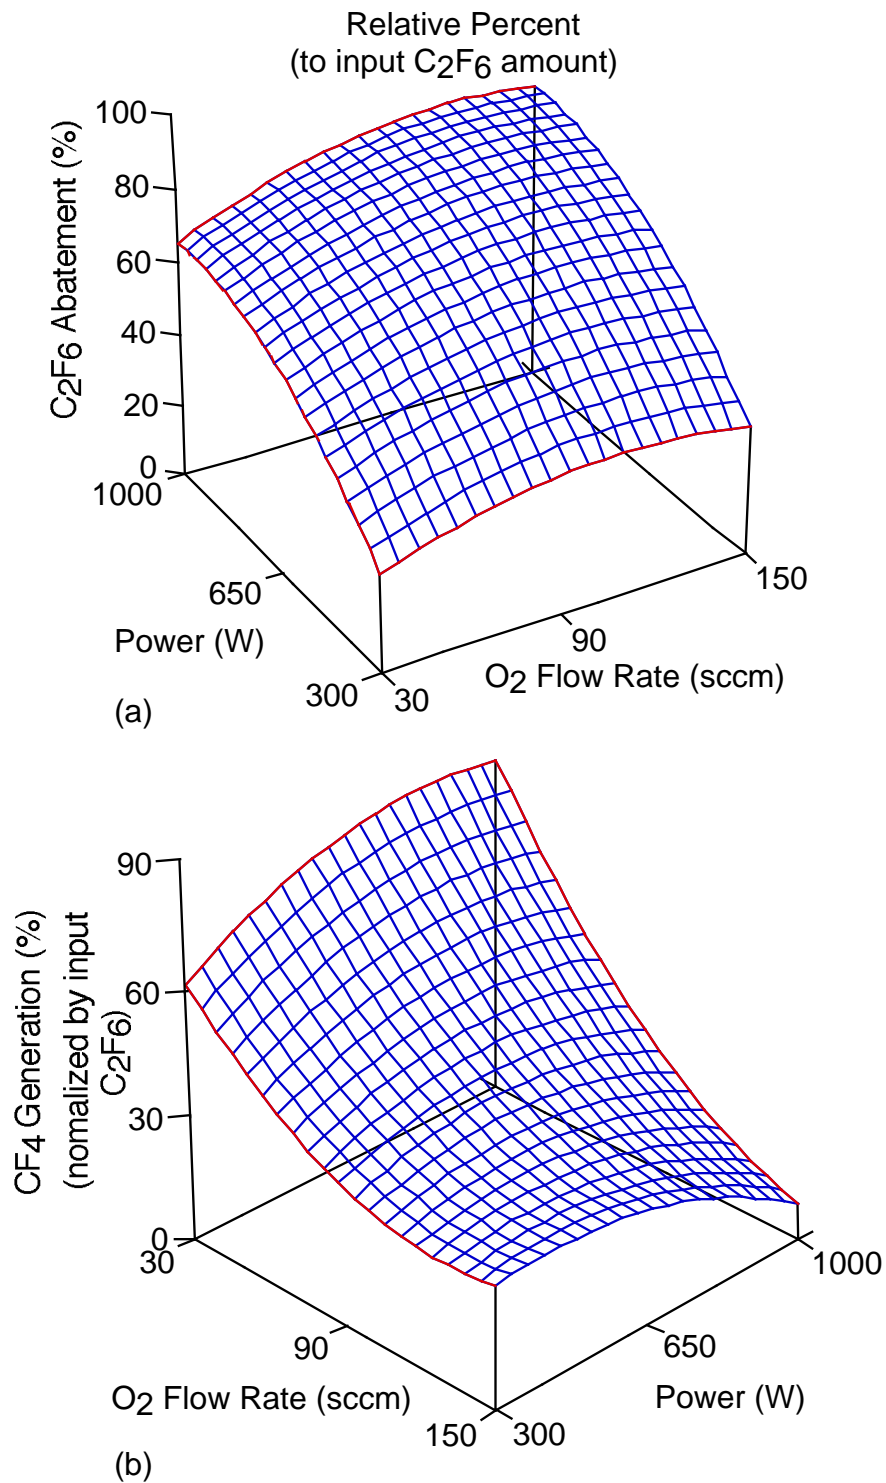 Relative Percent
(to input C2F6 amount)
C2F6 Abatement (%)
100
80
60
40
20
0
1000
650
300
Power (W)
30
90
150
O2 Flow Rate (sccm)
(a)
CF4 Generation (%)
(nomalized by input
C2F6)
90
60
30
0
30
90
150
O2 Flow Rate (sccm)
300
650
1000
Power (W)
(b)